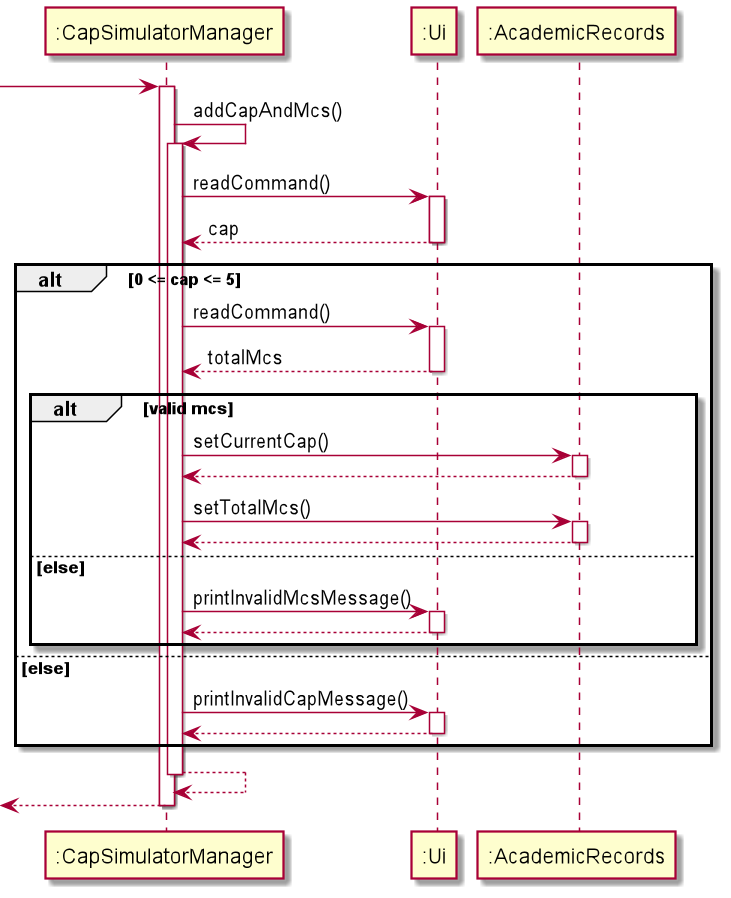 :CapSimulatorManager :Ui :AcademicRecords
addCapAndMcs()
readCommand()
cap
alt [0 <= cap <= 5]
readCommand()
totalMcs
alt [valid mcs]
setCurrentCap()
setTotalMcs()
[else]
printInvalidMcsMessage()
[else]
printInvalidCapMessage()
:CapSimulatorManager :Ui :AcademicRecords